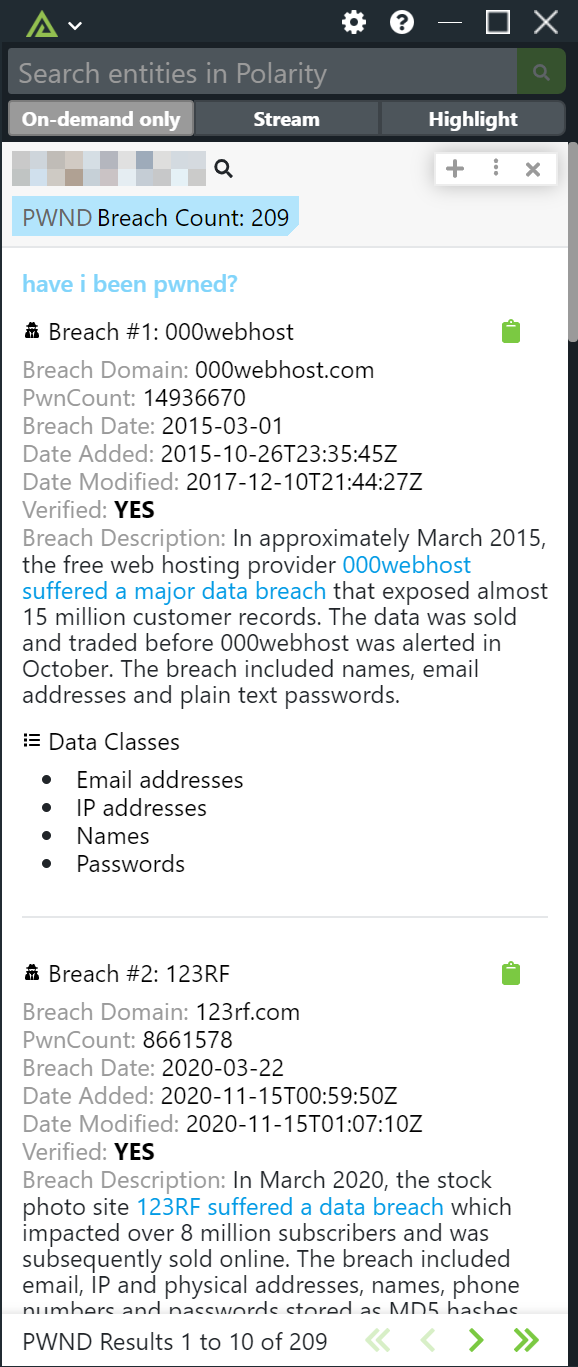 Search entities in Polarity
On-demand only Stream Highlight
PWND Breach Count: 209
have i been pwned?
Breach #1: 000webhost
Breach Domain: 000webhost.com
PwnCount: 14936670
Breach Date: 2015-03-01
Date Added: 2015-10-26T23:35:45Z
Date Modified: 2017-12-10T21:44:27Z
Verified: YES
Breach Description: In approximately March 2015,
the free web hosting provider 000webhost
suffered a major data breach that exposed almost
15 million customer records. The data was sold
and traded before 000webhost was alerted in
October. The breach included names, email
addresses and plain text passwords.
Data Classes
• Email addresses
• IP addresses
• Names
• Passwords
Breach #2: 123RF
Breach Domain: 123rf.com
PwnCount: 8661578
Breach Date: 2020-03-22
Date Added: 2020-11-15T00:59:50Z
Date Modified: 2020-11-15T01:07:10Z
Verified: YES
Breach Description: In March 2020, the stock
photo site 123RF suffered a data breach which
impacted over 8 million subscribers and was
subsequently sold online. The breach included
email, IP and physical addresses, names, phone
numbers and passwords stored as MD5 hashes
PWND Results 1 to 10 of 209